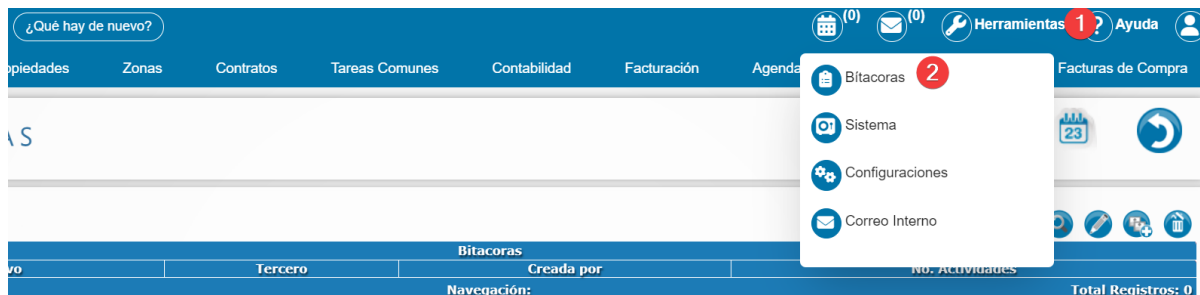 ¿Qué hay de nuevo? (0) (0) Herramientas 1 ? Ayuda
opiedades Zonas Contratos Tareas Comunes Contabilidad Facturación Agenda Facturas de Compra
Bítacoras 2
A S
23
Sistema
Configuraciones
Correo Interno
Bitacoras
vo Tercero Creada por No. Actividades
Navegación: Total Registros: 0